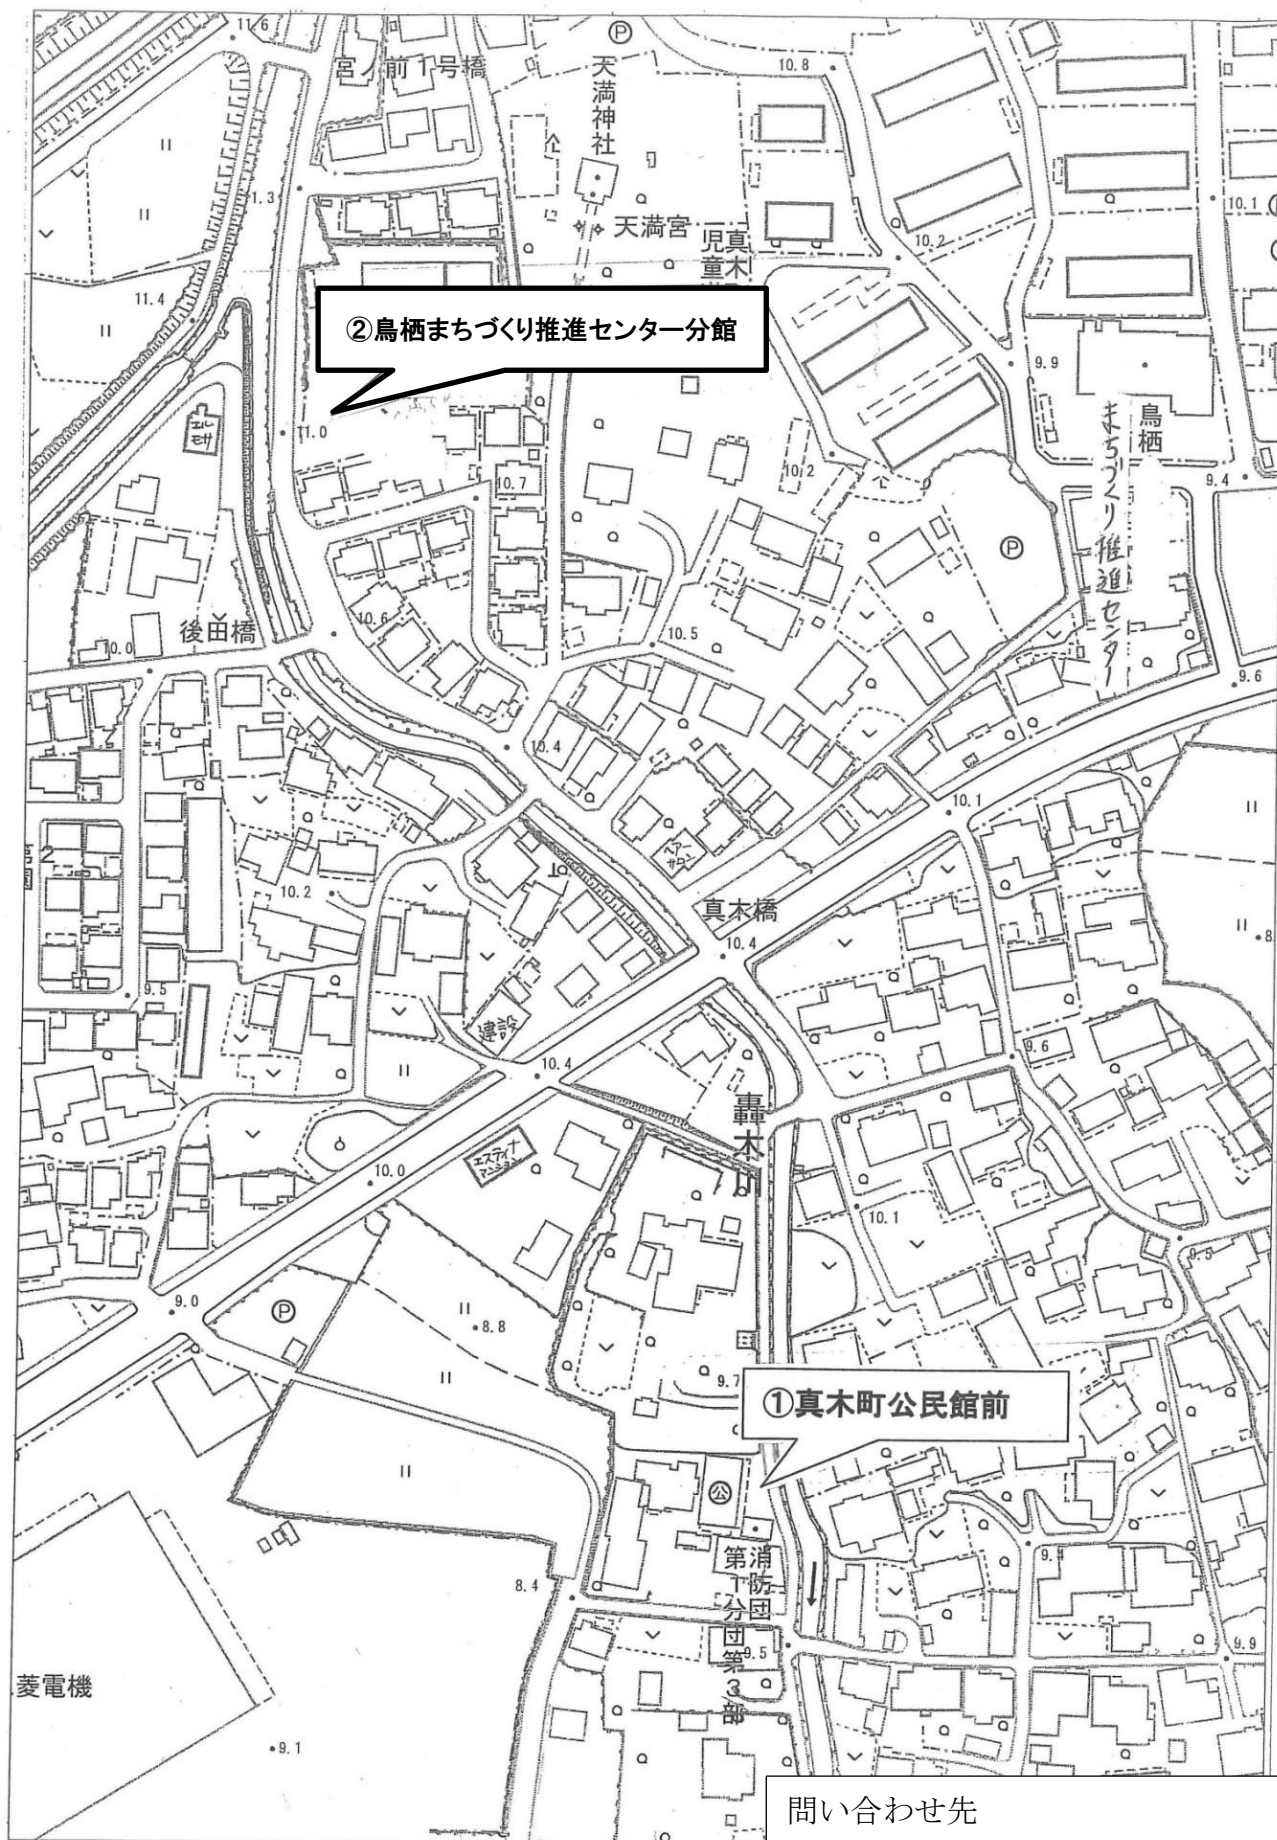 11.6
宮ノ前1号橋
Ⓟ
天満神社
10.8
1.3
天満宮
真木
児童
10.2
10.1
11.4
②鳥栖まちづくり推進センター分館
9.9
11.0
鳥栖
まちづくり推進センター
10.7
10.2
9.4
Ⓟ
後田橋
10.0
10.6
10.5
9.6
10.4
10.1
10.2
真木橋
10.4
8
9.5
建設
10.4
9.6
轟木川
エスティナ
マンション
10.0
10.1
9.5
9.0
Ⓟ
8.8
9.7
①真木町公民館前
公
9.4
消防団
第1分団第3部
8.4
9.5
9.9
菱電機
9.1
問い合わせ先